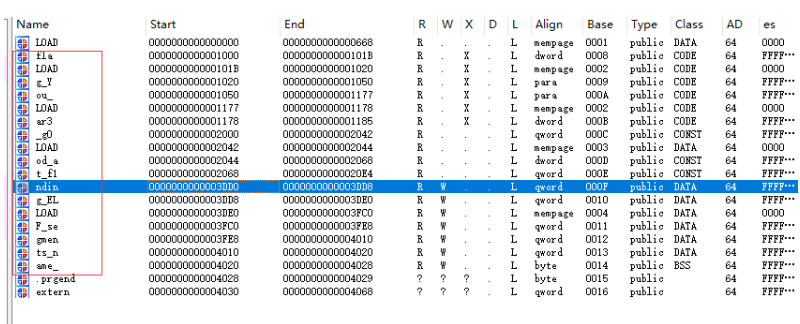 Name Start End R W X D L Align Base Type Class AD es
LOAD 0000000000000000 0000000000000668 R . . . L mempage 0001 public DATA 64 0000
fla 0000000000001000 000000000000101B R . X . L dword 0008 public CODE 64 FFFF···
LOAD 000000000000101B 0000000000001020 R . X . L mempage 0002 public CODE 64 0000
g_Y 0000000000001020 0000000000001050 R . X . L para 0009 public CODE 64 FFFF···
ou_ 0000000000001050 0000000000001177 R . X . L para 000A public CODE 64 FFFF···
LOAD 0000000000001177 0000000000001178 R . X . L mempage 0002 public CODE 64 0000
ar3 0000000000001178 0000000000001185 R . X . L dword 000B public CODE 64 FFFF···
_g0 0000000000002000 0000000000002042 R . . . L qword 000C public CONST 64 FFFF···
LOAD 0000000000002042 0000000000002044 R . . . L mempage 0003 public DATA 64 0000
od_a 0000000000002044 0000000000002068 R . . . L dword 000D public CONST 64 FFFF···
t_f1 0000000000002068 00000000000020E4 R . . . L qword 000E public CONST 64 FFFF···
ndin 0000000000003DD0 0000000000003DD8 R W . . L qword 000F public DATA 64 FFFF···
g_EL 0000000000003DD8 0000000000003DE0 R W . . L qword 0010 public DATA 64 FFFF···
LOAD 0000000000003DE0 0000000000003FC0 R W . . L mempage 0004 public DATA 64 0000
F_se 0000000000003FC0 0000000000003FE8 R W . . L qword 0011 public DATA 64 FFFF···
gmen 0000000000003FE8 0000000000004010 R W . . L qword 0012 public DATA 64 FFFF···
ts_n 0000000000004010 0000000000004020 R W . . L qword 0013 public DATA 64 FFFF···
ame_ 0000000000004020 0000000000004028 R W . . L byte 0014 public BSS 64 FFFF···
.prgend 0000000000004028 0000000000004029 ? ? ? . L byte 0015 public 64 FFFF···
extern 0000000000004030 0000000000004068 ? ? ? . L qword 0016 public 64 FFFF···